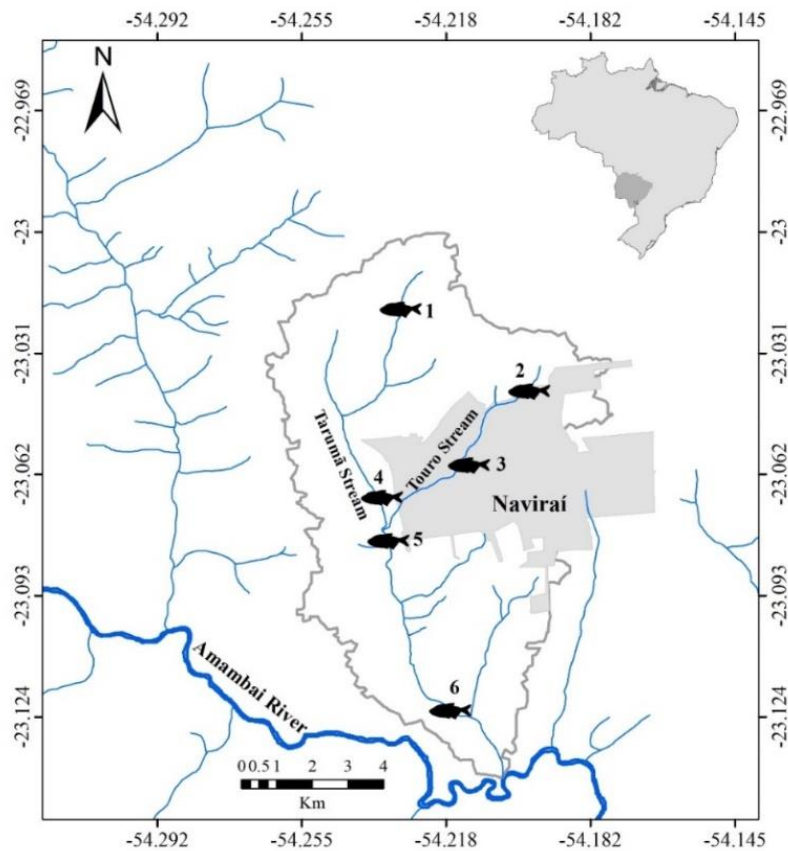 -54.292 -54.255 -54.218 -54.182 -54.145
N
-22.969 -22.969
-23 -23
1
-23.031 -23.031
2
Tarumã Stream
Touro Stream
3
-23.062 -23.062
4
Naviraí
5
-23.093 -23.093
Amambai River
6
-23.124 -23.124
0 0.5 1 2 3 4
Km
-54.292 -54.255 -54.218 -54.182 -54.145